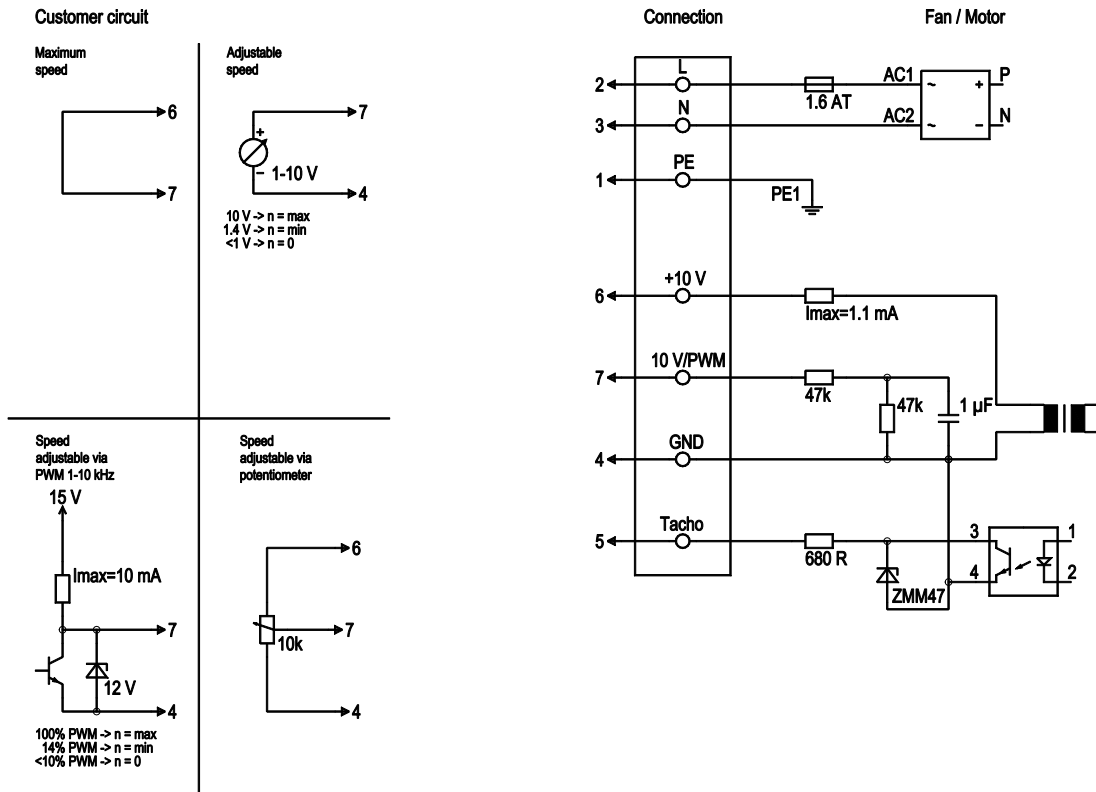 Customer circuit
Maximum
speed
6
7
Adjustable
speed
7
+
− 1-10 V
4
10 V -> n = max
1.4 V -> n = min
<1 V -> n = 0
Speed
adjustable via
PWM 1-10 kHz
15 V
Imax=10 mA
7
12 V
4
100% PWM -> n = max
14% PWM -> n = min
<10% PWM -> n = 0
Speed
adjustable via
potentiometer
6
7
10k
4
Connection
Fan / Motor
2 L 1.6 AT AC1 ~ + P
3 N AC2 ~ − N
1 PE PE1
6 +10 V Imax=1.1 mA
7 10 V/PWM 47k 47k 1 µF
4 GND
5 Tacho 680 R 3 1
ZMM47 4 2